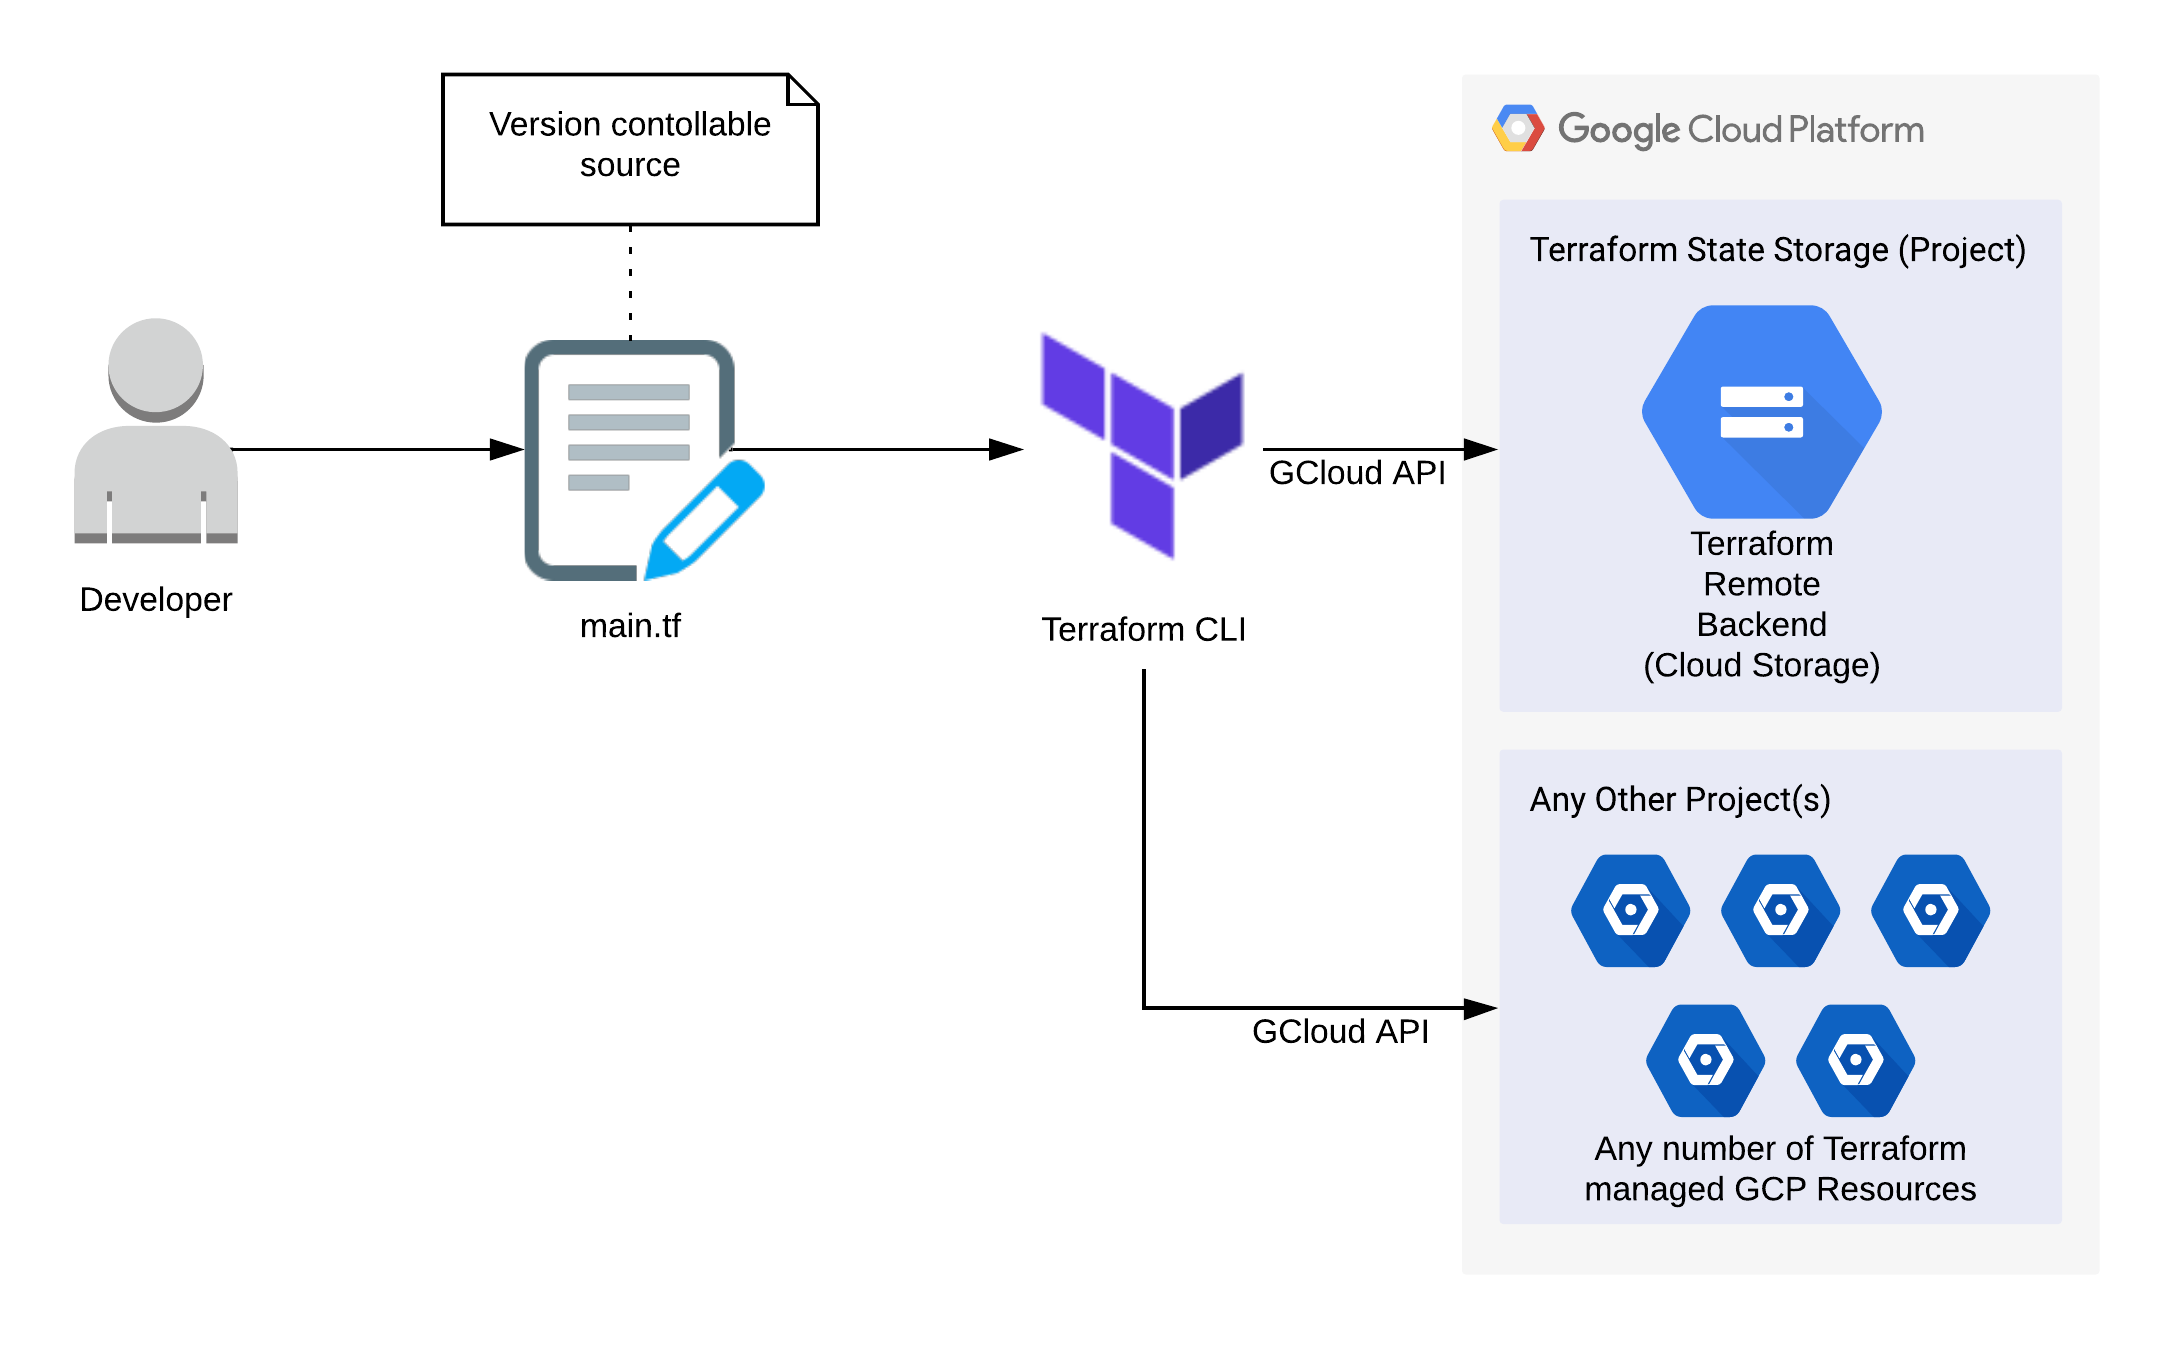 Version contollable
source
Developer
main.tf
Terraform CLI
GCloud API
GCloud API
Google Cloud Platform
Terraform State Storage (Project)
Terraform
Remote
Backend
(Cloud Storage)
Any Other Project(s)
Any number of Terraform
managed GCP Resources